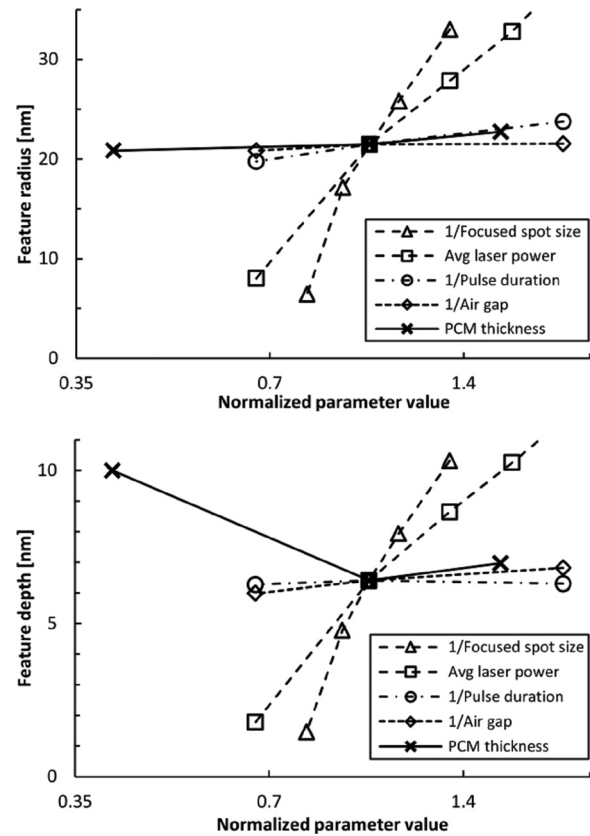 Feature radius [nm]
30
20
10
0
1/Focused spot size
Avg laser power
1/Pulse duration
1/Air gap
PCM thickness
0.35 0.7 1.4
Normalized parameter value
Feature depth [nm]
10
5
0
1/Focused spot size
Avg laser power
1/Pulse duration
1/Air gap
PCM thickness
0.35 0.7 1.4
Normalized parameter value